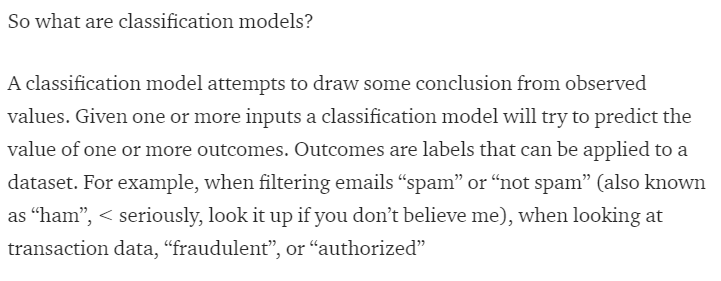 So what are classification models?
A classification model attempts to draw some conclusion from observed
values. Given one or more inputs a classification model will try to predict the
value of one or more outcomes. Outcomes are labels that can be applied to a
dataset. For example, when filtering emails “spam” or “not spam” (also known
as “ham”, < seriously, look it up if you don’t believe me), when looking at
transaction data, “fraudulent”, or “authorized”